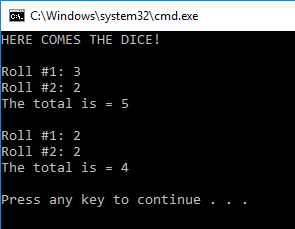 C:\Windows\system32\cmd.exe
HERE COMES THE DICE!
Roll #1: 3
Roll #2: 2
The total is = 5
Roll #1: 2
Roll #2: 2
The total is = 4
Press any key to continue . . .